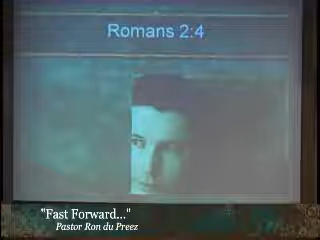 Romans 2:4
"Fast Forward..."
Pastor Ron du Preez